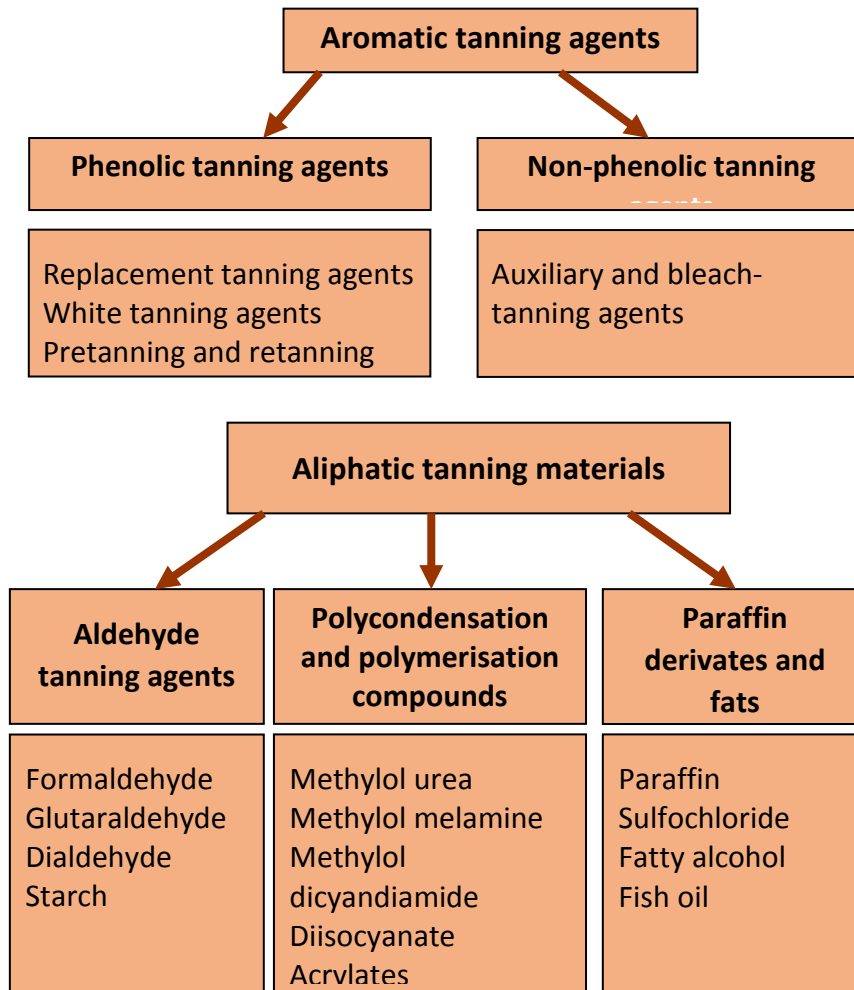 Aromatic tanning agents
Phenolic tanning agents
Non-phenolic tanning
agents
Replacement tanning agents
White tanning agents
Pretanning and retanning
Auxiliary and bleach-
tanning agents
Aliphatic tanning materials
Aldehyde
tanning agents
Polycondensation
and polymerisation
compounds
Paraffin
derivates and
fats
Formaldehyde
Glutaraldehyde
Dialdehyde
Starch
Methylol urea
Methylol melamine
Methylol
dicyandiamide
Diisocyanate
Acrylates
Paraffin
Sulfochloride
Fatty alcohol
Fish oil